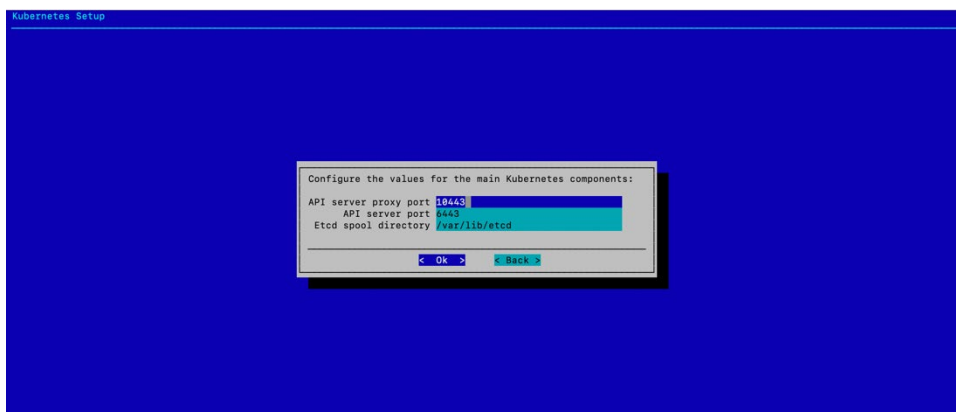 Kubernetes Setup
Configure the values for the main Kubernetes components:
API server proxy port 10443
API server port 6443
Etcd spool directory /var/lib/etcd
< Ok > < Back >